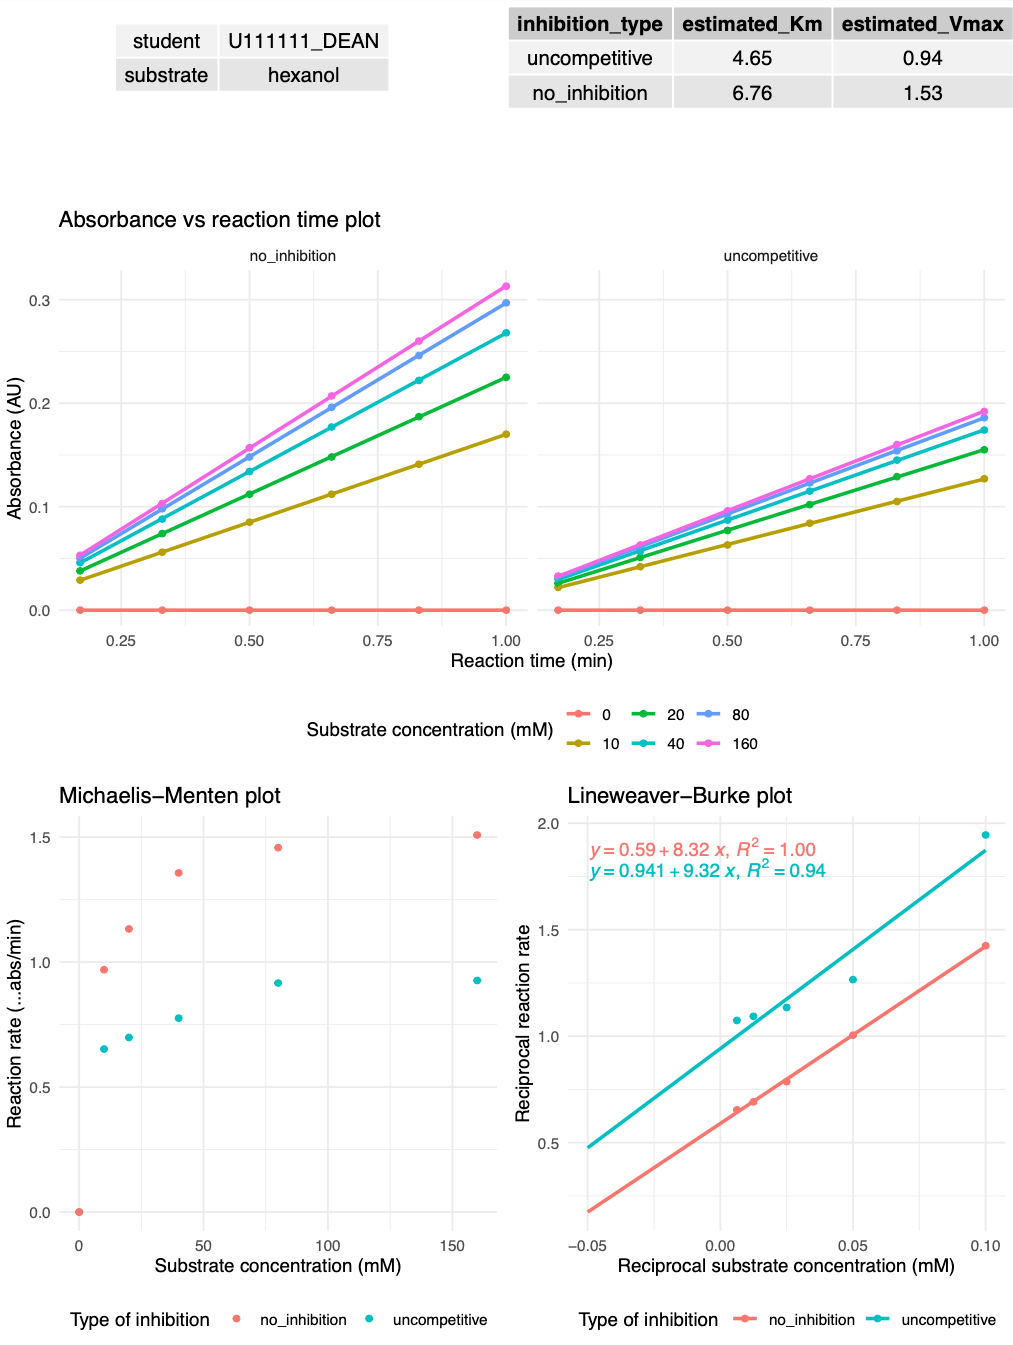 student U111111_DEAN
substrate hexanol
inhibition_type estimated_Km estimated_Vmax
uncompetitive 4.65 0.94
no_inhibition 6.76 1.53
Absorbance vs reaction time plot
no_inhibition uncompetitive
Absorbance (AU)
0.3
0.2
0.1
0.0
0.25 0.50 0.75 1.00 0.25 0.50 0.75 1.00
Reaction time (min)
Substrate concentration (mM)
0 20 80
10 40 160
Michaelis−Menten plot
Reaction rate (...abs/min)
1.5
1.0
0.5
0.0
0 50 100 150
Substrate concentration (mM)
Type of inhibition no_inhibition uncompetitive
Lineweaver−Burke plot
y = 0.59 + 8.32 x, R² = 1.00
y = 0.941 + 9.32 x, R² = 0.94
Reciprocal reaction rate
2.0
1.5
1.0
0.5
−0.05 0.00 0.05 0.10
Reciprocal substrate concentration (mM)
Type of inhibition no_inhibition uncompetitive